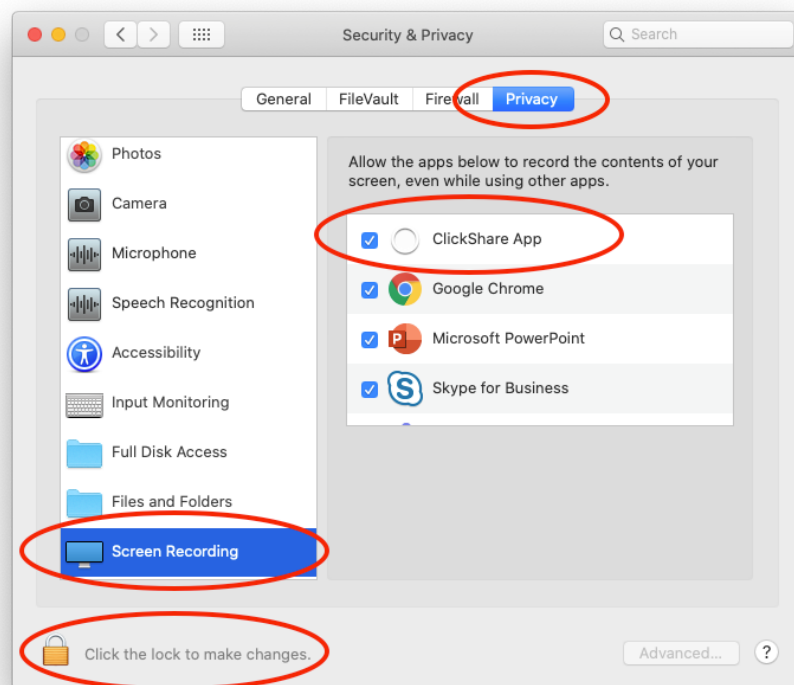 Security & Privacy
Search
General
FileVault
Firewall
Privacy
Photos
Camera
Microphone
Speech Recognition
Accessibility
Input Monitoring
Full Disk Access
Files and Folders
Screen Recording
Allow the apps below to record the contents of your
screen, even while using other apps.
ClickShare App
Google Chrome
Microsoft PowerPoint
Skype for Business
Click the lock to make changes.
Advanced...
?